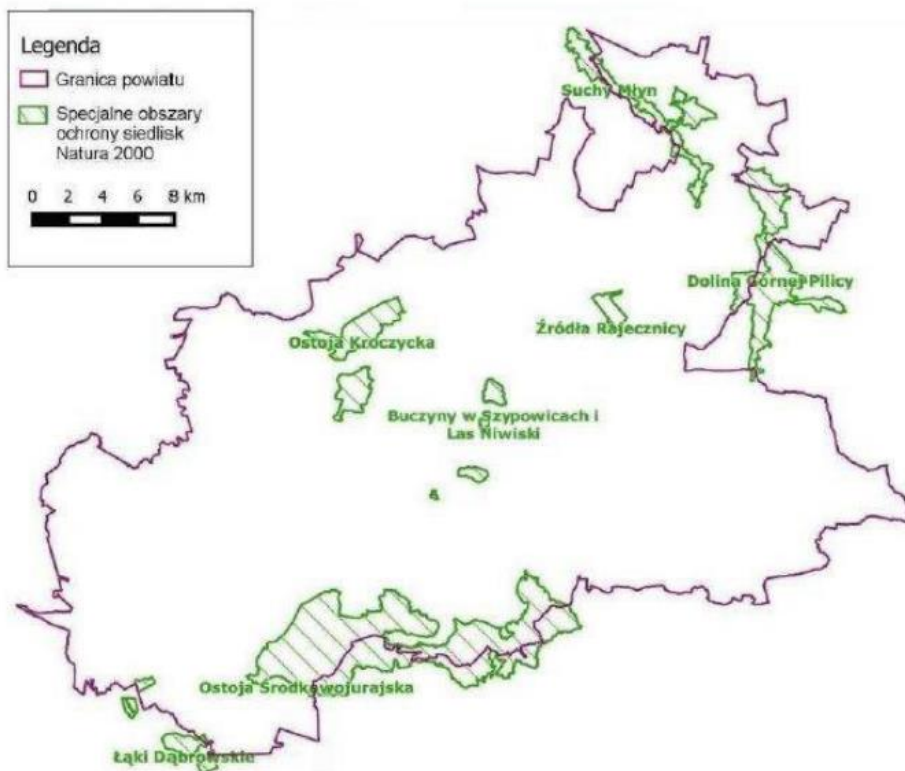 Legenda
Granica powiatu
Specjalne obszary
ochrony siedlisk
Natura 2000
0 2 4 6 8 km
Suchy Młyn
Dolina Górnej Pilicy
Źródła Rajecznicy
Ostoja Kroczycka
Buczyny w Szypowicach i
Las Niwiski
Ostoja Środkowojurajska
Łąki Dąbrowskie